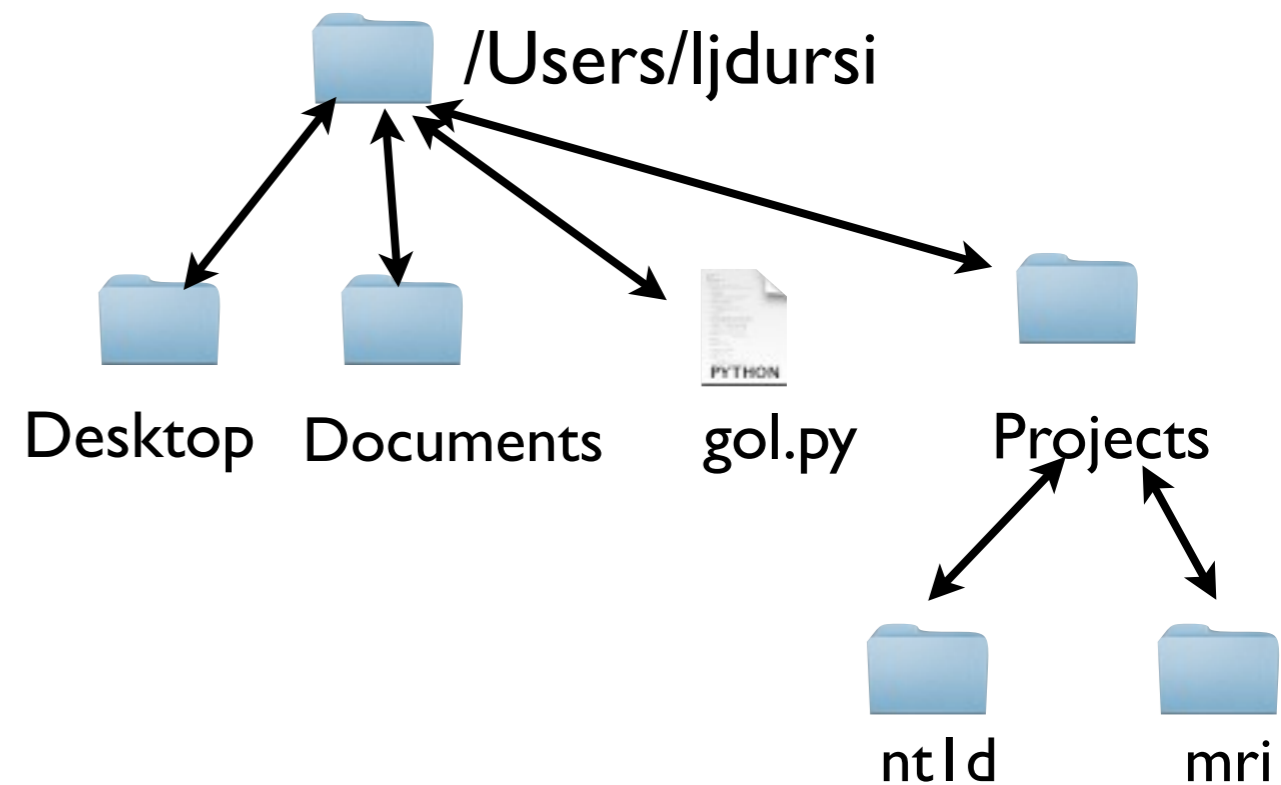 /Users/ljdursi
Desktop
Documents
PYTHON
gol.py
Projects
nt1d
mri